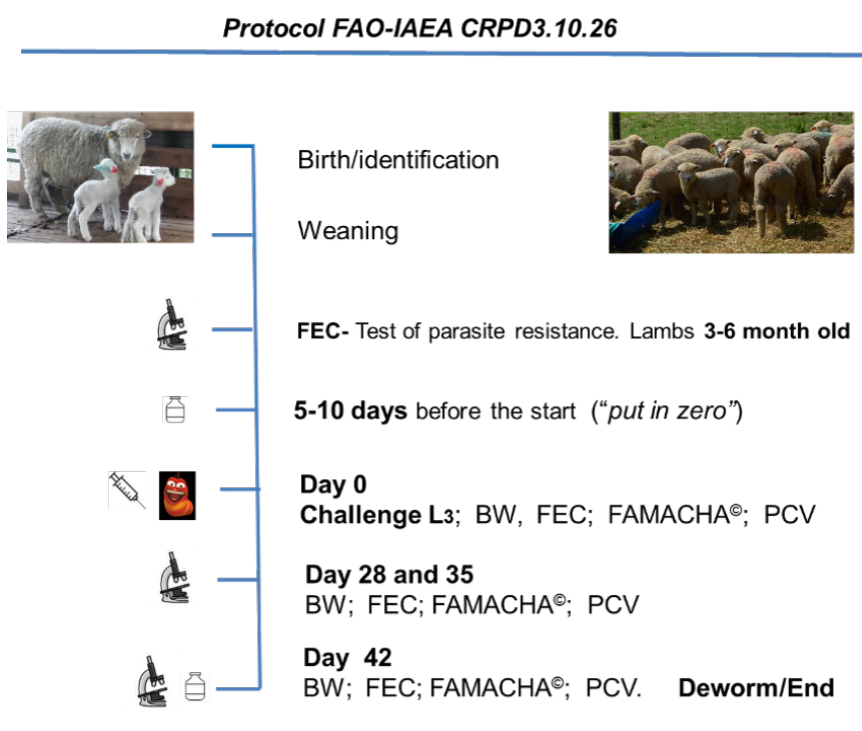 Protocol FAO-IAEA CRPD3.10.26
Birth/identification
Weaning
FEC- Test of parasite resistance. Lambs 3-6 month old
5-10 days before the start (“put in zero”)
Day 0
Challenge L3; BW, FEC; FAMACHA©; PCV
Day 28 and 35
BW; FEC; FAMACHA©; PCV
Day 42
BW; FEC; FAMACHA©; PCV. Deworm/End